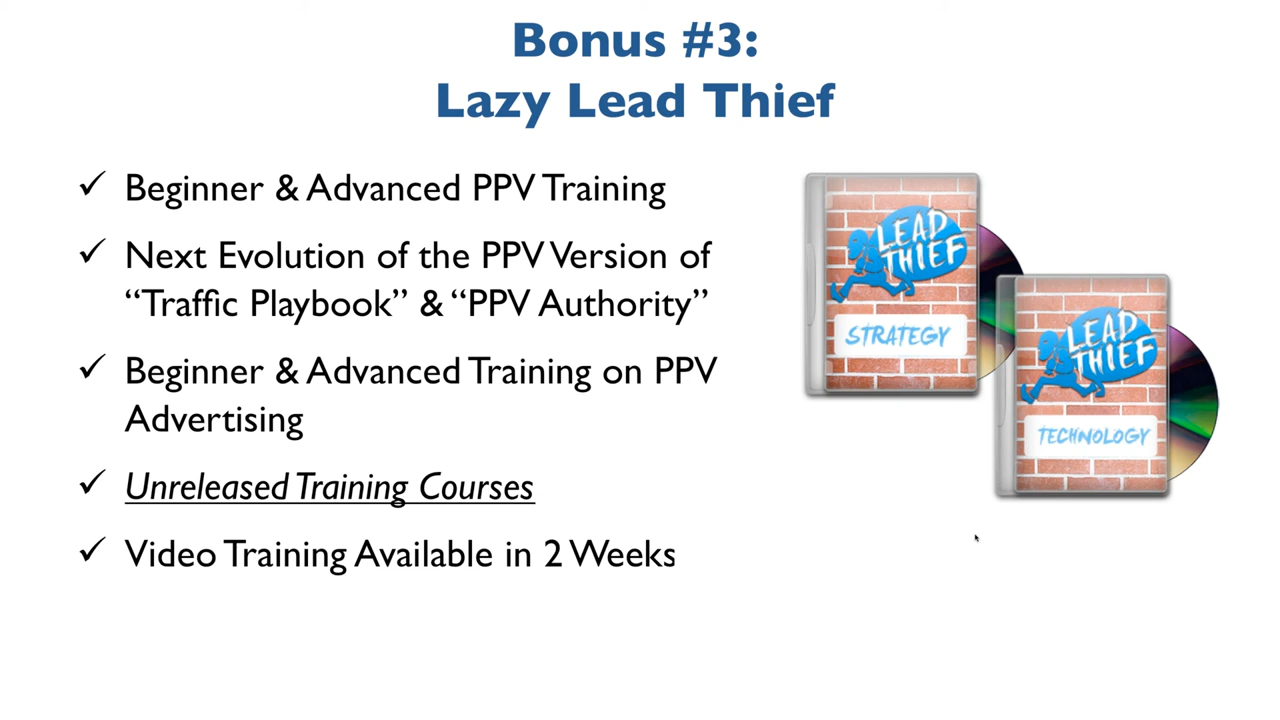 Bonus #3:
Lazy Lead Thief
✓ Beginner & Advanced PPV Training
✓ Next Evolution of the PPV Version of
“Traffic Playbook” & “PPV Authority”
✓ Beginner & Advanced Training on PPV
Advertising
✓ Unreleased Training Courses
✓ Video Training Available in 2 Weeks
LEAD
THIEF
STRATEGY
LEAD
THIEF
TECHNOLOGY